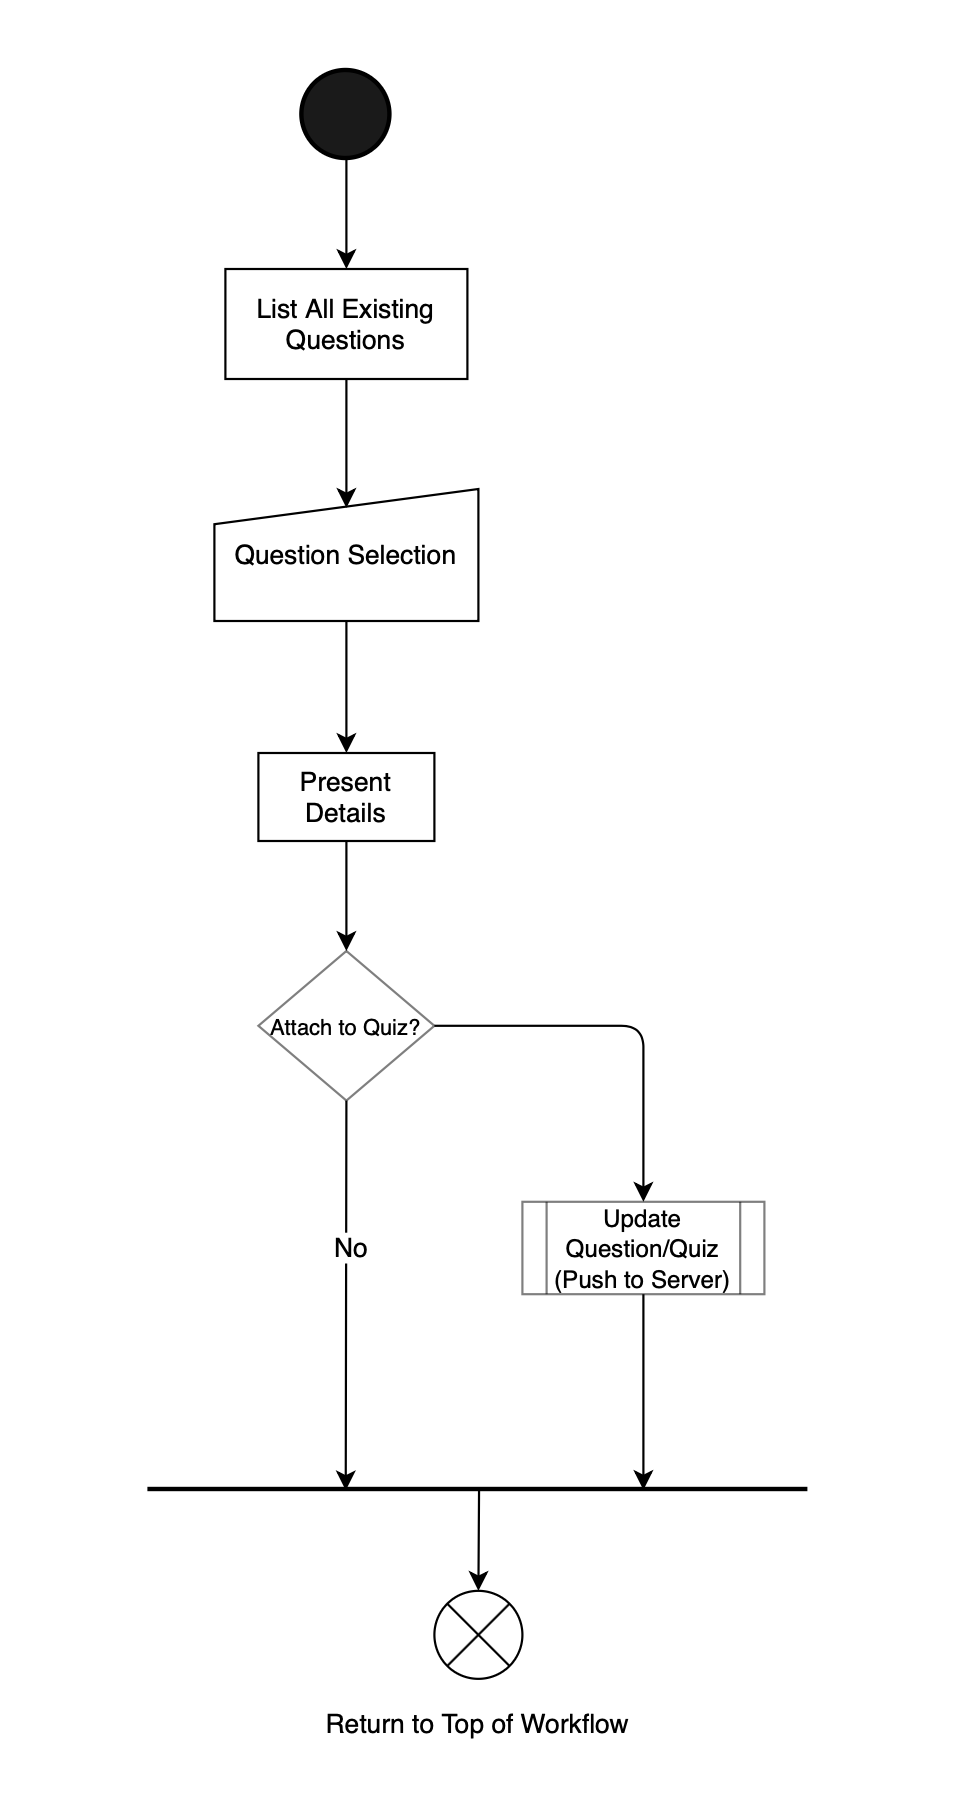 List All Existing
Questions
Question Selection
Present
Details
Attach to Quiz?
Update
Question/Quiz
(Push to Server)
No
Return to Top of Workflow